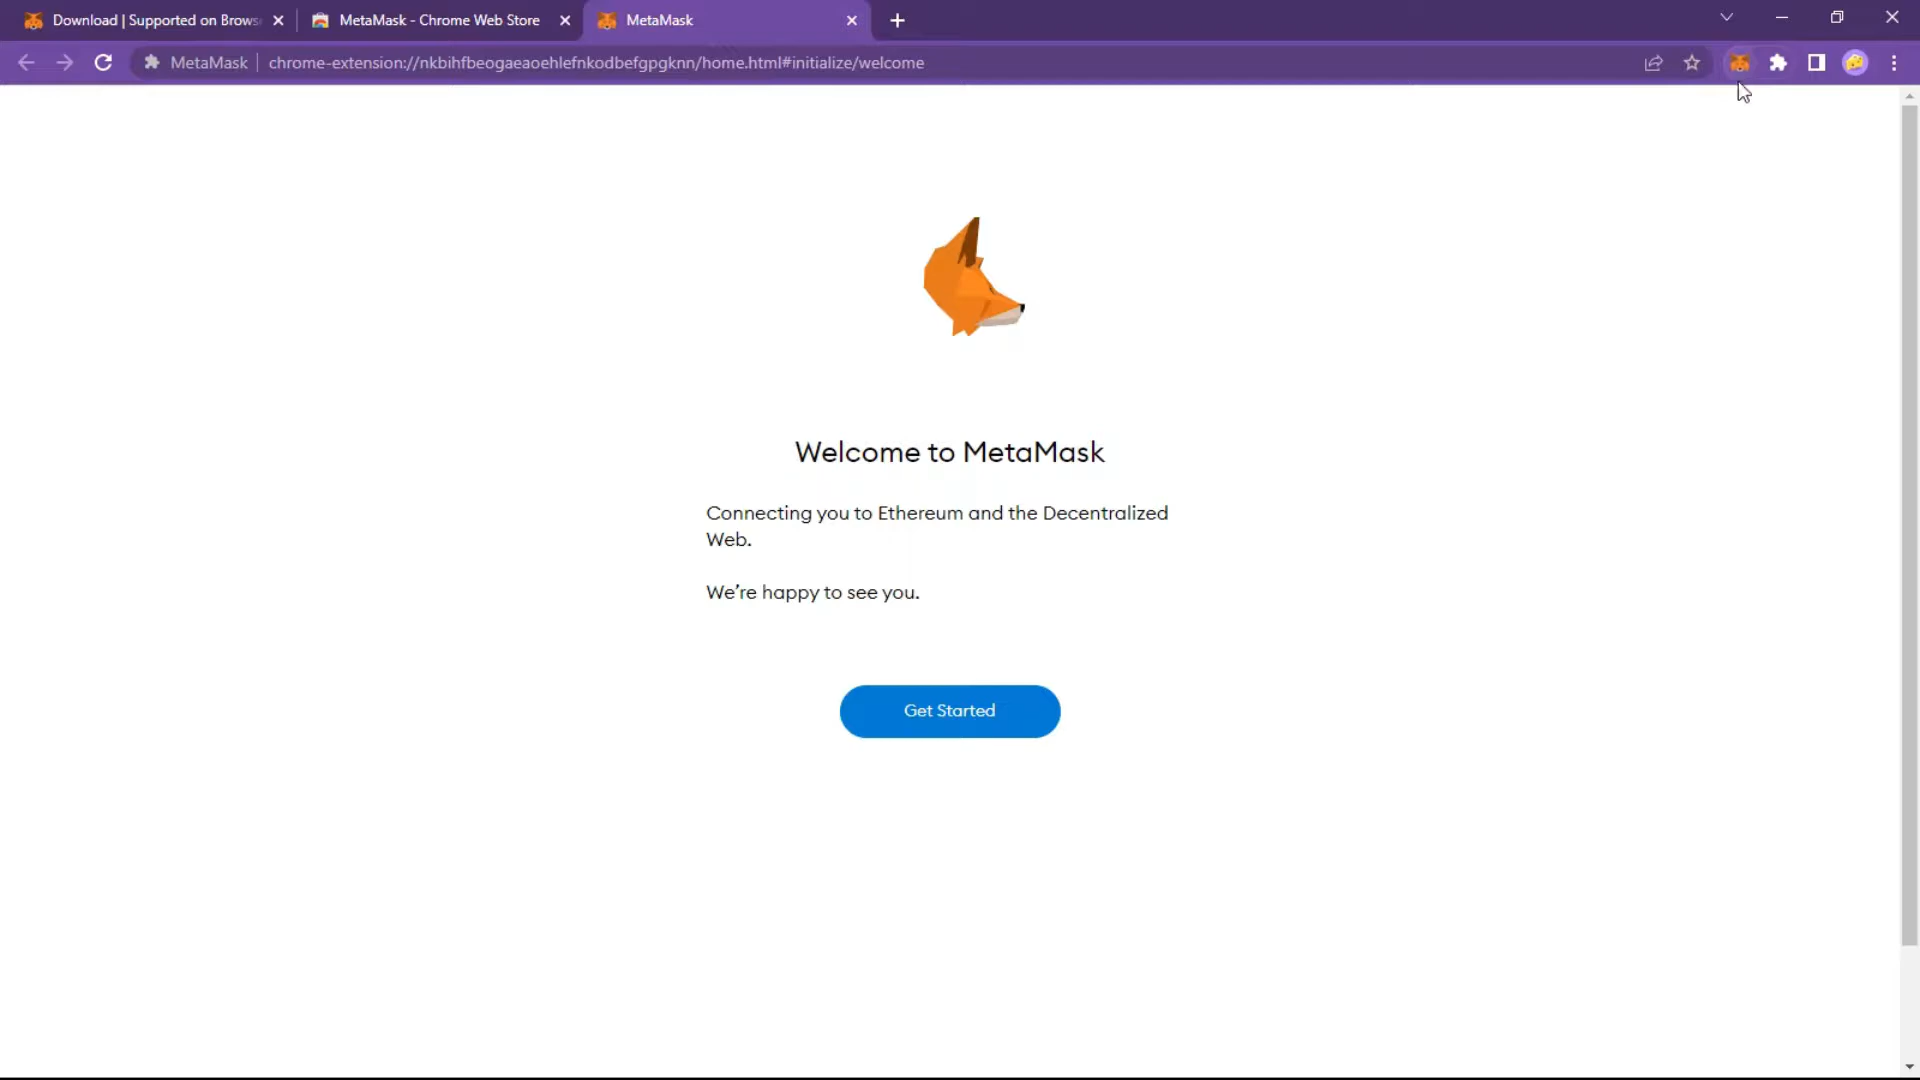 Download | Supported on Brows
MetaMask - Chrome Web Store
MetaMask
MetaMask
chrome-extension://nkbihfbeogaeaoehlefnkodbefgpgknn/home.html#initialize/welcome
Welcome to MetaMask
Connecting you to Ethereum and the Decentralized
Web.
We're happy to see you.
Get Started